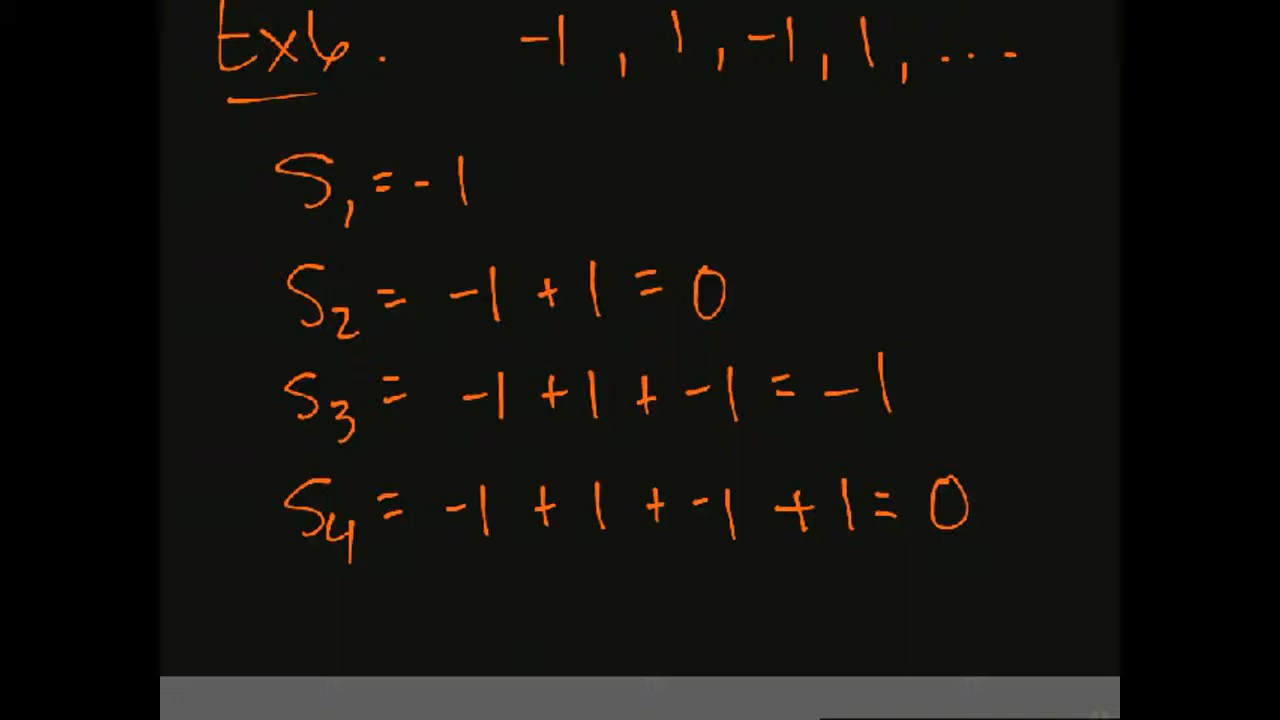 Ex6. -1, 1, -1, 1, ...
S₁ = -1
S₂ = -1 + 1 = 0
S₃ = -1 + 1 + -1 = -1
S₄ = -1 + 1 + -1 + 1 = 0